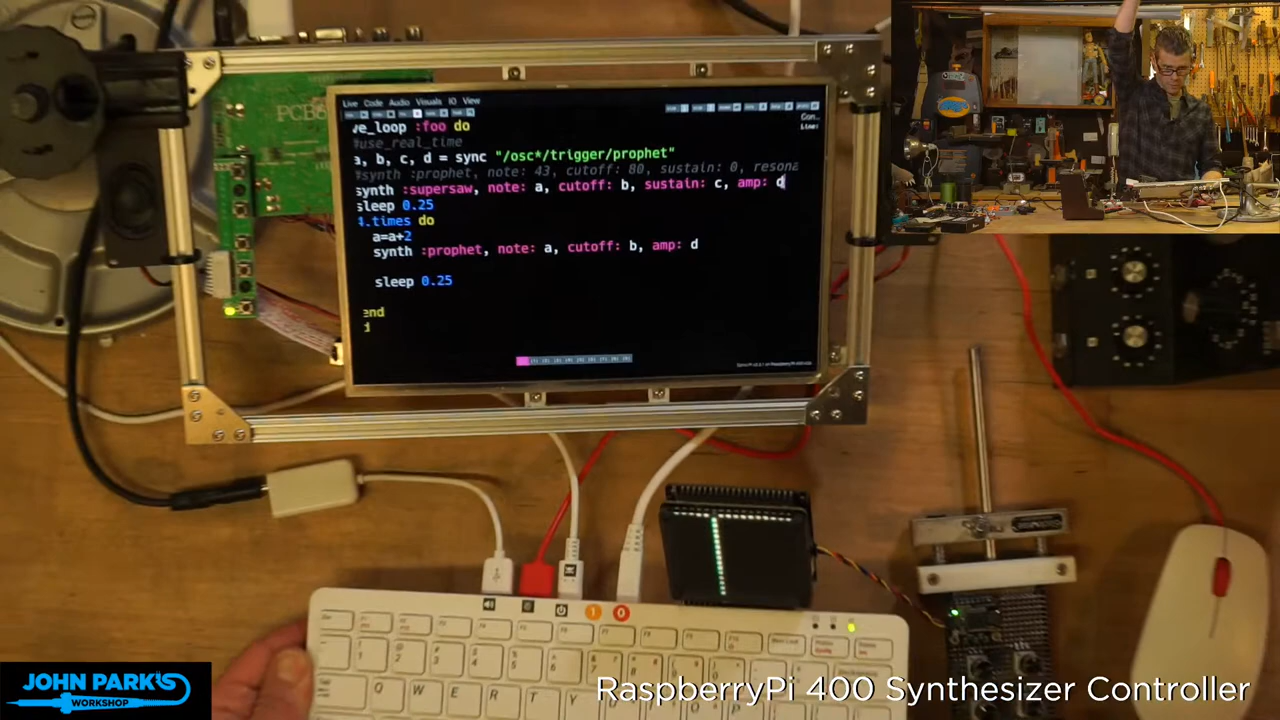 Live Code Audio Visuals IO View
ve_loop :foo do
#use_real_time
a, b, c, d = sync "/osc*/trigger/prophet"
#synth :prophet, note: 43, cutoff: 80, sustain: 0, resona
synth :supersaw, note: a, cutoff: b, sustain: c, amp: d
sleep 0.25
4.times do
a=a+2
synth :prophet, note: a, cutoff: b, amp: d
sleep 0.25
end
d
1 0
Q W E R T Y
JOHN PARK'S
WORKSHOP
RaspberryPi 400 Synthesizer Controller